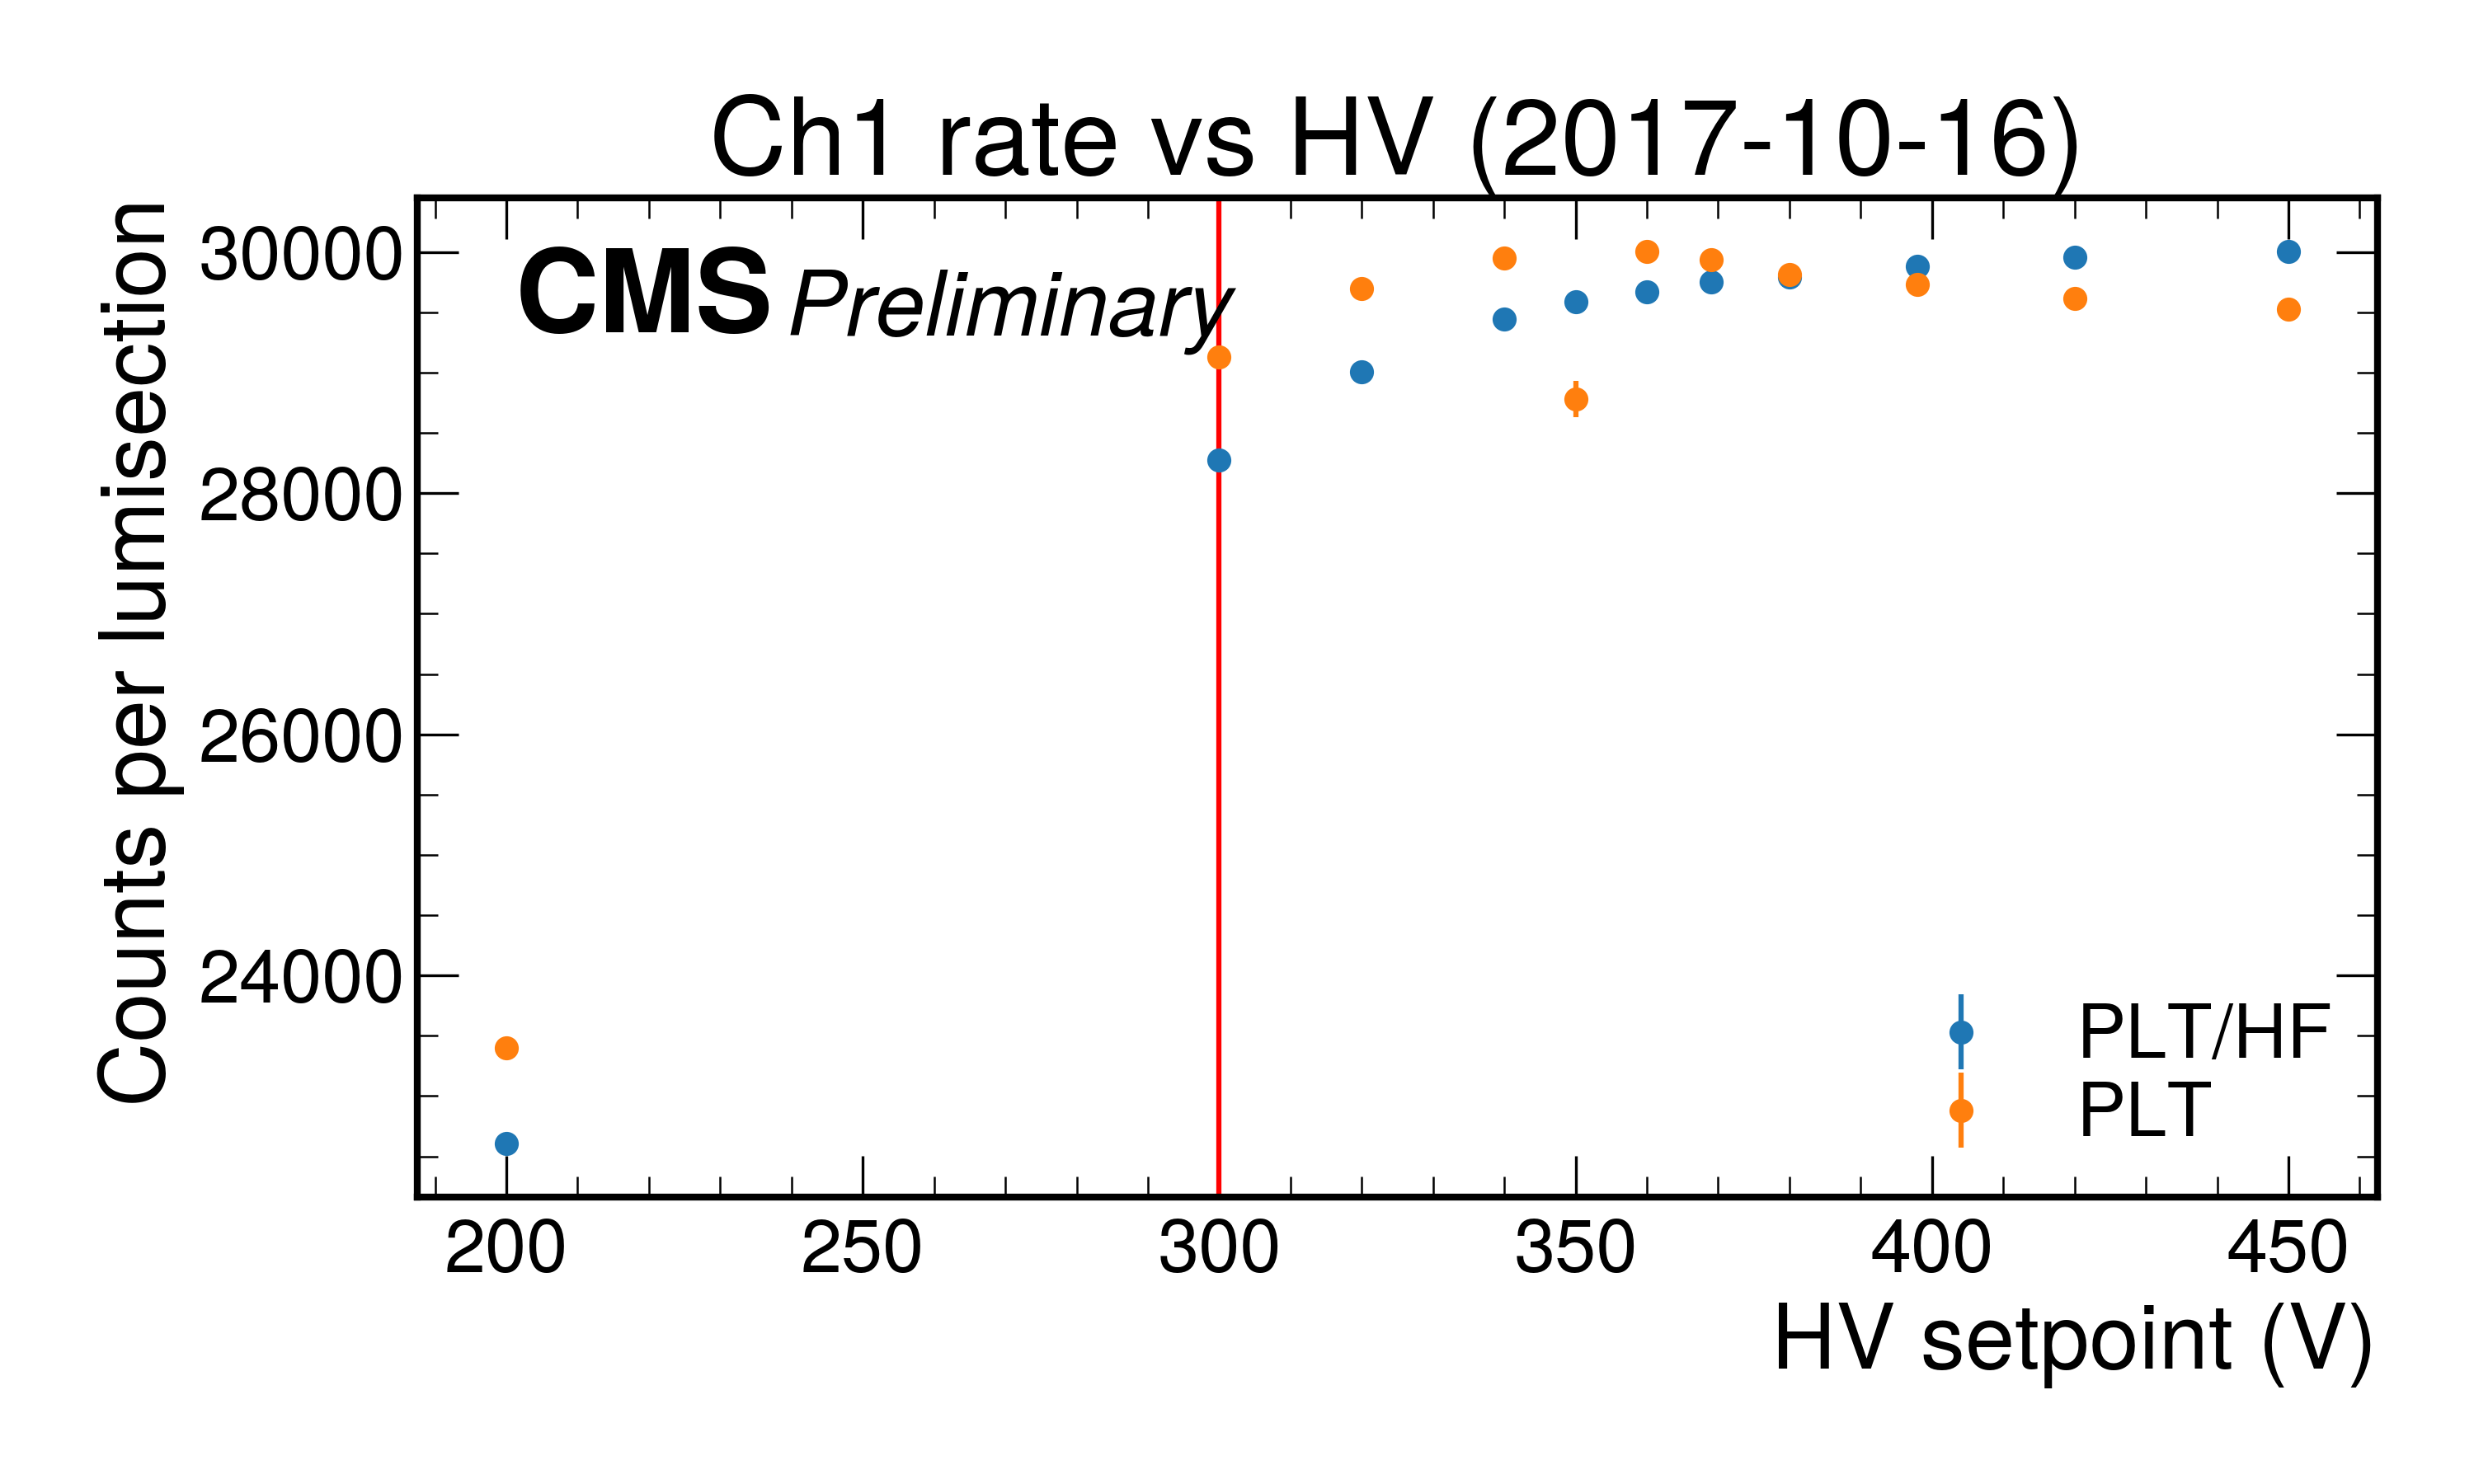 Ch1 rate vs HV (2017-10-16)
CMS Preliminary
Counts per lumisection
30000
28000
26000
24000
PLT/HF
PLT
200 250 300 350 400 450
HV setpoint (V)